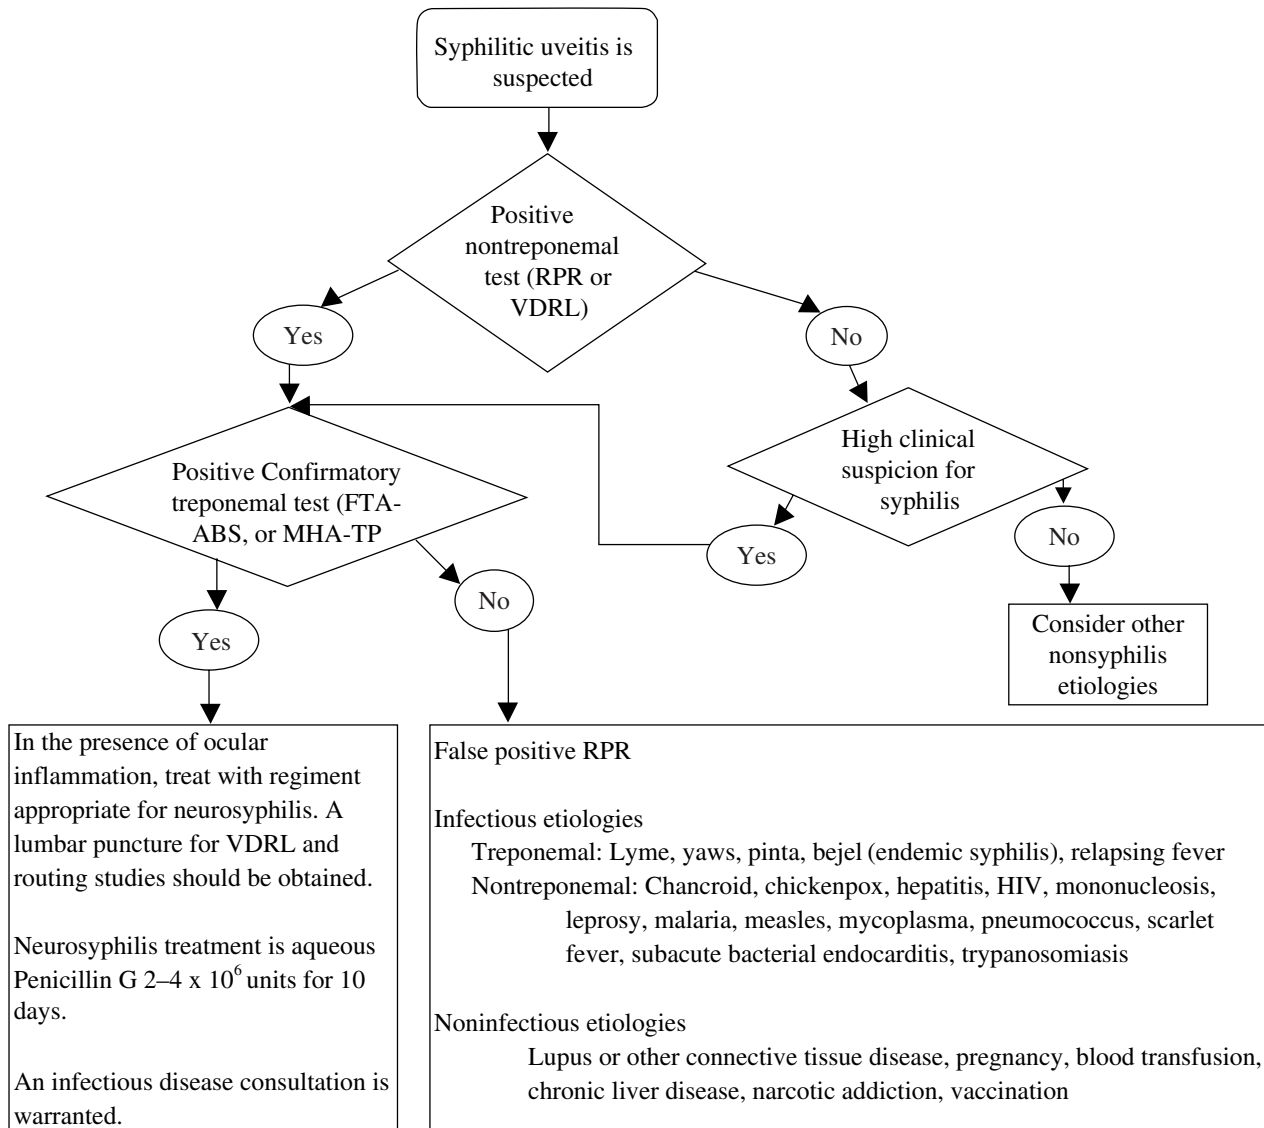 Syphilitic uveitis is
suspected
Positive
nontreponemal
test (RPR or
VDRL)
Yes
No
High clinical
suspicion for
syphilis
Positive Confirmatory
treponemal test (FTA-
ABS, or MHA-TP
Yes
No
No
Yes
Consider other
nonsyphilis
etiologies
In the presence of ocular
inflammation, treat with regiment
appropriate for neurosyphilis. A
lumbar puncture for VDRL and
routing studies should be obtained.
Neurosyphilis treatment is aqueous
Penicillin G 2–4 x 10⁶ units for 10
days.
An infectious disease consultation is
warranted.
False positive RPR
Infectious etiologies
Treponemal: Lyme, yaws, pinta, bejel (endemic syphilis), relapsing fever
Nontreponemal: Chancroid, chickenpox, hepatitis, HIV, mononucleosis,
leprosy, malaria, measles, mycoplasma, pneumococcus, scarlet
fever, subacute bacterial endocarditis, trypanosomiasis
Noninfectious etiologies
Lupus or other connective tissue disease, pregnancy, blood transfusion,
chronic liver disease, narcotic addiction, vaccination